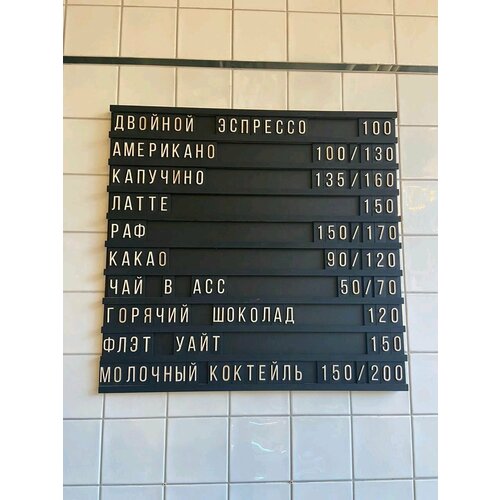 ДВОЙНОЙ ЭСПРЕССО 100
АМЕРИКАНО 100/130
КАПУЧИНО 135/160
ЛАТТЕ 150
РАФ 150/170
КАКАО 90/120
ЧАЙ В АСС 50/70
ГОРЯЧИЙ ШОКОЛАД 120
ФЛЭТ УАЙТ 150
МОЛОЧНЫЙ КОКТЕЙЛЬ 150/200